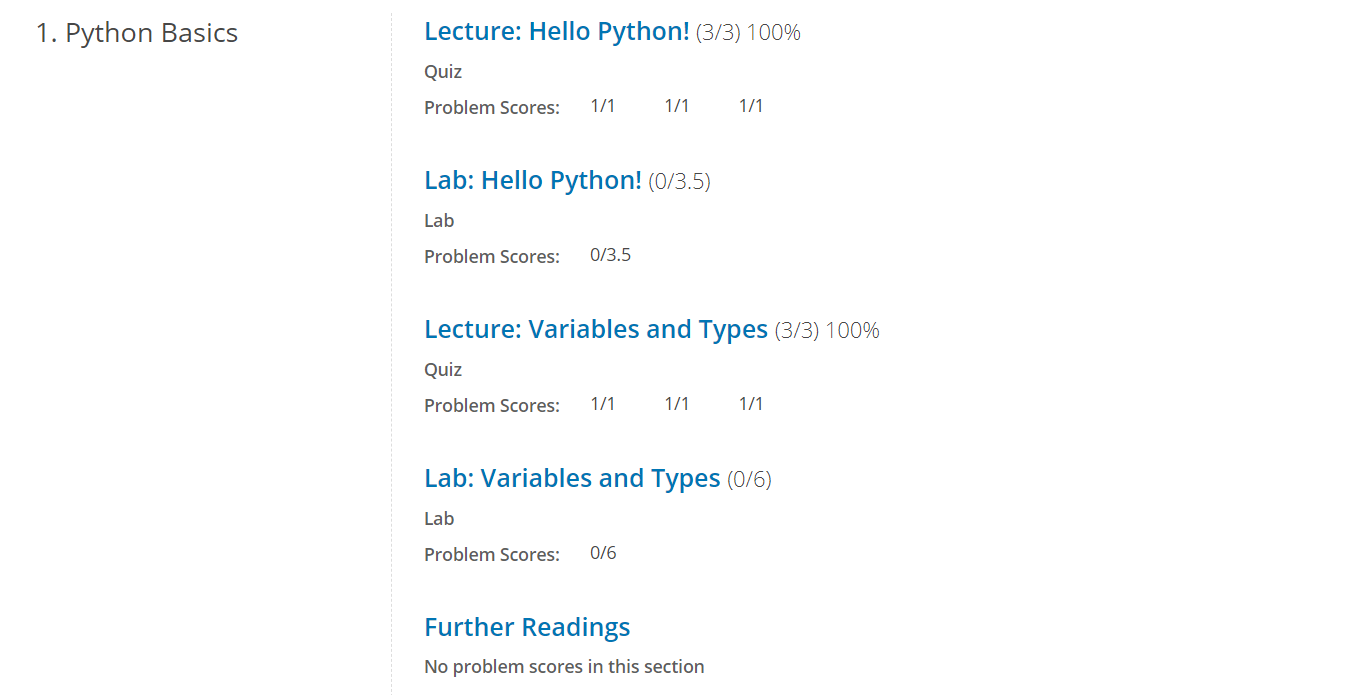 1. Python Basics
Lecture: Hello Python! (3/3) 100%
Quiz
Problem Scores: 1/1 1/1 1/1
Lab: Hello Python! (0/3.5)
Lab
Problem Scores: 0/3.5
Lecture: Variables and Types (3/3) 100%
Quiz
Problem Scores: 1/1 1/1 1/1
Lab: Variables and Types (0/6)
Lab
Problem Scores: 0/6
Further Readings
No problem scores in this section